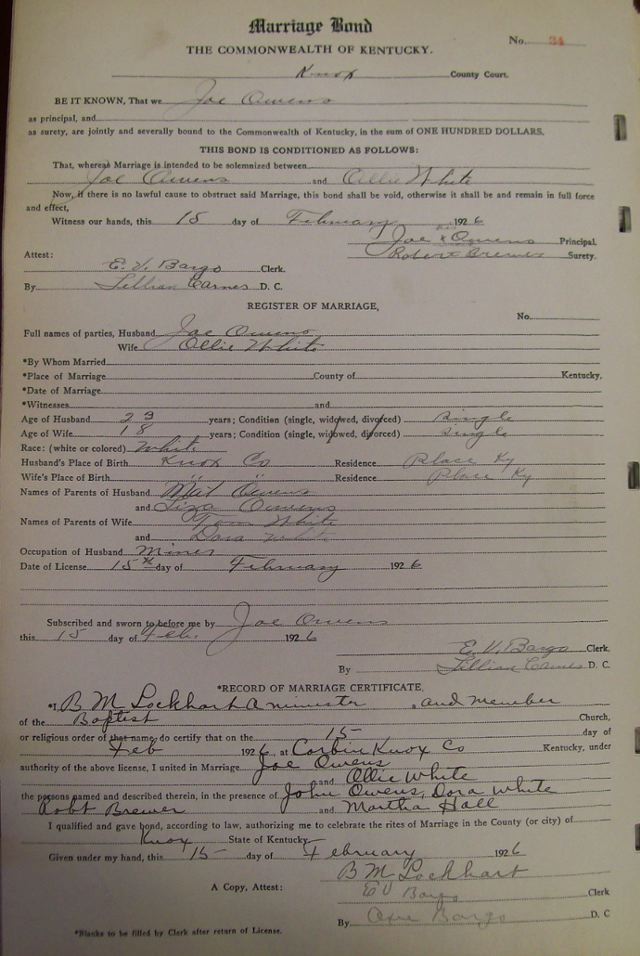 Marriage Bond
THE COMMONWEALTH OF KENTUCKY.
No. 34
Knox County Court.
BE IT KNOWN, That we Joe Owens
as principal, and
as surety, are jointly and severally bound to the Commonwealth of Kentucky, in the sum of ONE HUNDRED DOLLARS.
THIS BOND IS CONDITIONED AS FOLLOWS:
That, whereas Marriage is intended to be solemnized between
Joe Owens and Ollie White
Now, if there is no lawful cause to obstruct said Marriage, this bond shall be void, otherwise it shall be and remain in full force
and effect,
Witness our hands, this 15 day of February 1926
Joe his x Owens Principal.
Robert Brewer Surety.
Attest:
E. V. Bargo Clerk.
By Lillian Carnes D. C.
REGISTER OF MARRIAGE,
No.
Full names of parties, Husband Joe Owens
Wife Ollie White
*By Whom Married
*Place of Marriage County of Kentucky,
*Date of Marriage
*Witnesses and
Age of Husband 23 years; Condition (single, widowed, divorced) Single
Age of Wife 18 years; Condition (single, widowed, divorced) Single
Race: (white or colored) White
Husband's Place of Birth Knox Co Residence Place Ky
Wife's Place of Birth " " Residence Place Ky
Names of Parents of Husband Owens
and Liza Owens
Names of Parents of Wife Tom White
and Dora White
Occupation of Husband Miner
Date of License 15th day of February 1926
Subscribed and sworn to before me by Joe Owens
this 15 day of Feb. 1926
E. V. Bargo Clerk.
By Lillian Carnes D. C.
*RECORD OF MARRIAGE CERTIFICATE,
*I, B M Lockhart a minister, and member
of the Baptist Church,
or religious order of that name, do certify that on the 15 day of
Feb 1926, at Corbin Knox Co Kentucky, under
authority of the above license, I united in Marriage Joe Owens
and Ollie White
the persons named and described therein, in the presence of John Owens, Dora White
Robt Brewer and Martha Hall
I qualified and gave bond, according to law, authorizing me to celebrate the rites of Marriage in the County (or city) of
Knox State of Kentucky
Given under my hand, this 15 day of February 1926
B M Lockhart
A Copy, Attest: E V Bargo Clerk
By Bargo D. C
*Blanks to be filled by Clerk after return of License.